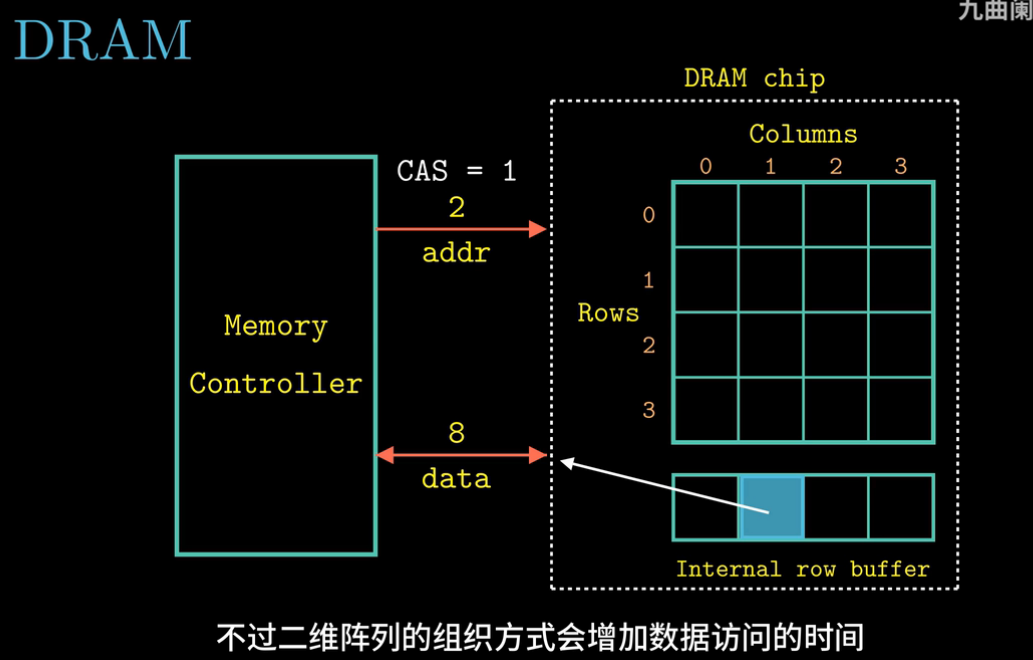 九曲阑
DRAM
DRAM chip
Columns
0 1 2 3
CAS = 1
2
addr
0
1
Rows
2
3
Memory
Controller
8
data
Internal row buffer
不过二维阵列的组织方式会增加数据访问的时间